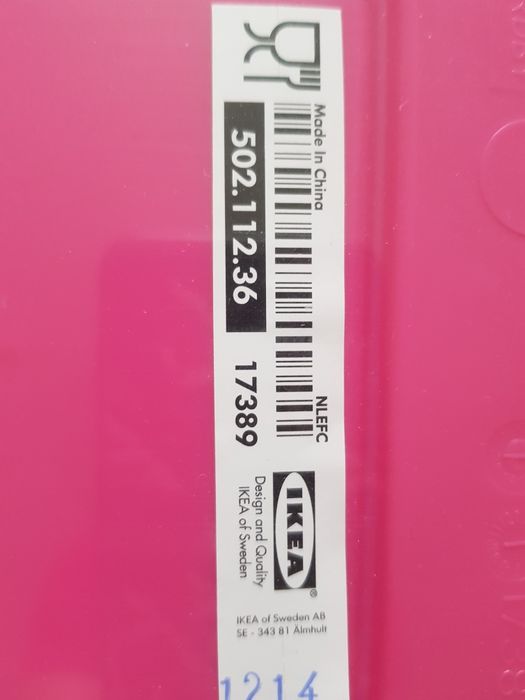 Made In China
NLEFC
502.112.36
17389
IKEA®
Design and Quality
IKEA of Sweden
IKEA of Sweden AB
SE - 343 81 Älmhult
1214